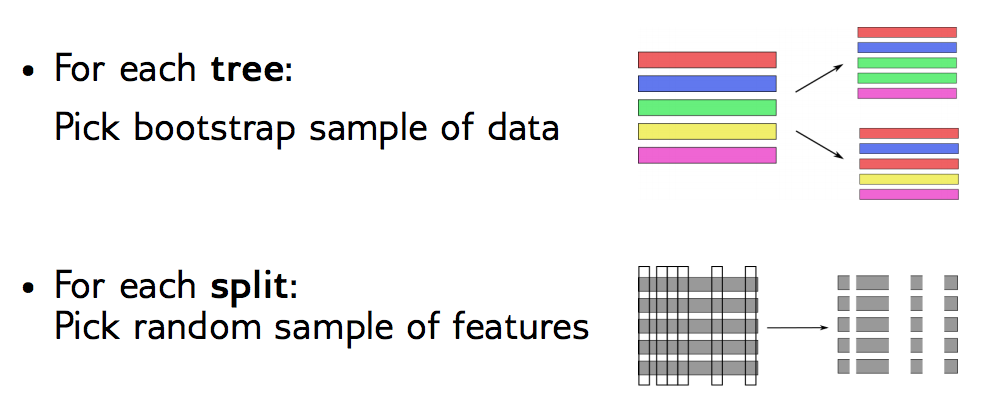 • For each tree:
Pick bootstrap sample of data
• For each split:
Pick random sample of features